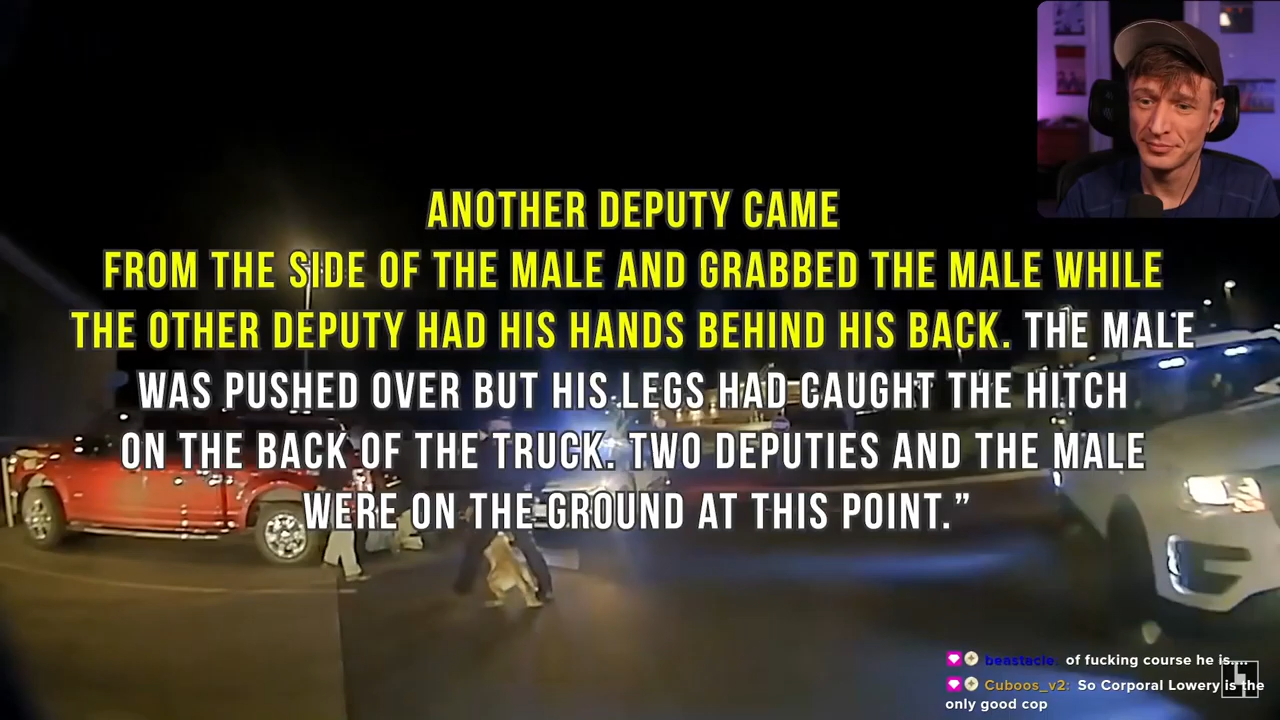 ANOTHER DEPUTY CAME
FROM THE SIDE OF THE MALE AND GRABBED THE MALE WHILE
THE OTHER DEPUTY HAD HIS HANDS BEHIND HIS BACK. THE MALE
WAS PUSHED OVER BUT HIS LEGS HAD CAUGHT THE HITCH
ON THE BACK OF THE TRUCK. TWO DEPUTIES AND THE MALE
WERE ON THE GROUND AT THIS POINT.”
beastacle: of fucking course he is....
Cuboos_v2: So Corporal Lowery is the
only good cop